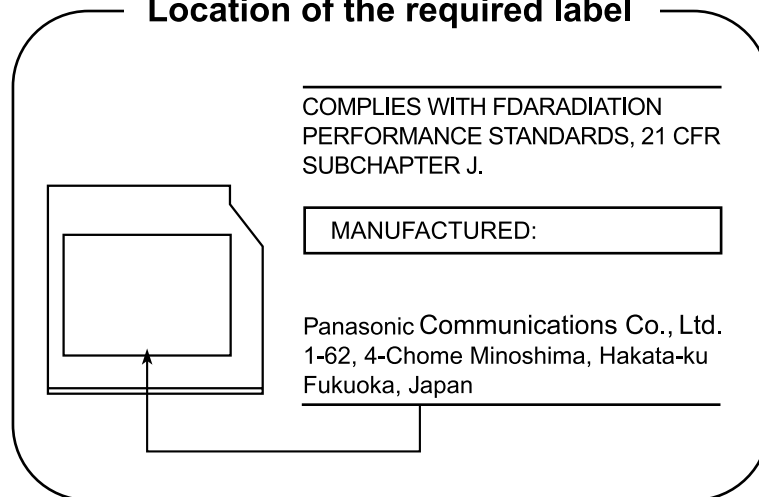 Location of the required label
COMPLIES WITH FDARADIATION
PERFORMANCE STANDARDS, 21 CFR
SUBCHAPTER J.
MANUFACTURED:
Panasonic Communications Co., Ltd.
1-62, 4-Chome Minoshima, Hakata-ku
Fukuoka, Japan